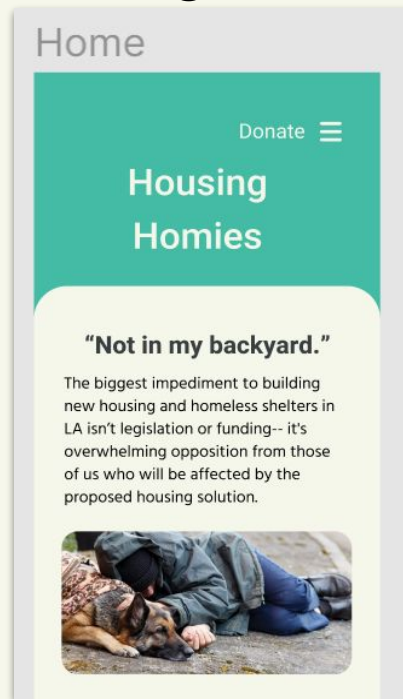 Home
Donate
Housing
Homies
“Not in my backyard.”
The biggest impediment to building
new housing and homeless shelters in
LA isn’t legislation or funding-- it's
overwhelming opposition from those
of us who will be affected by the
proposed housing solution.